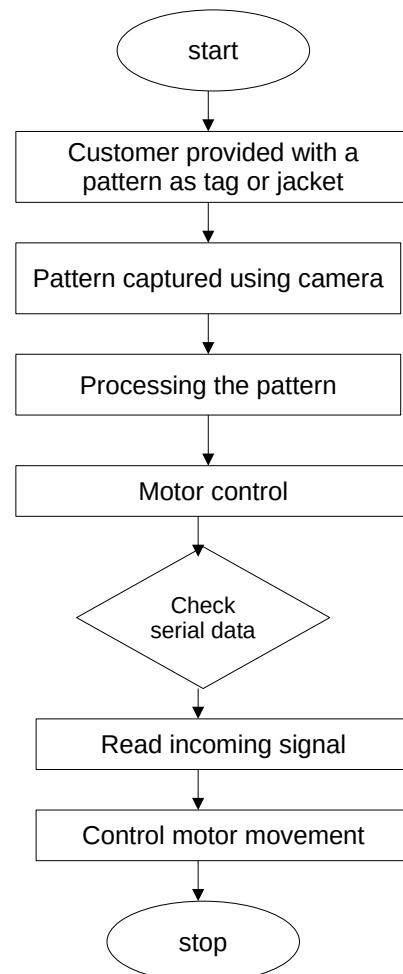 start
Customer provided with a
pattern as tag or jacket
Pattern captured using camera
Processing the pattern
Motor control
Check
serial data
Read incoming signal
Control motor movement
stop